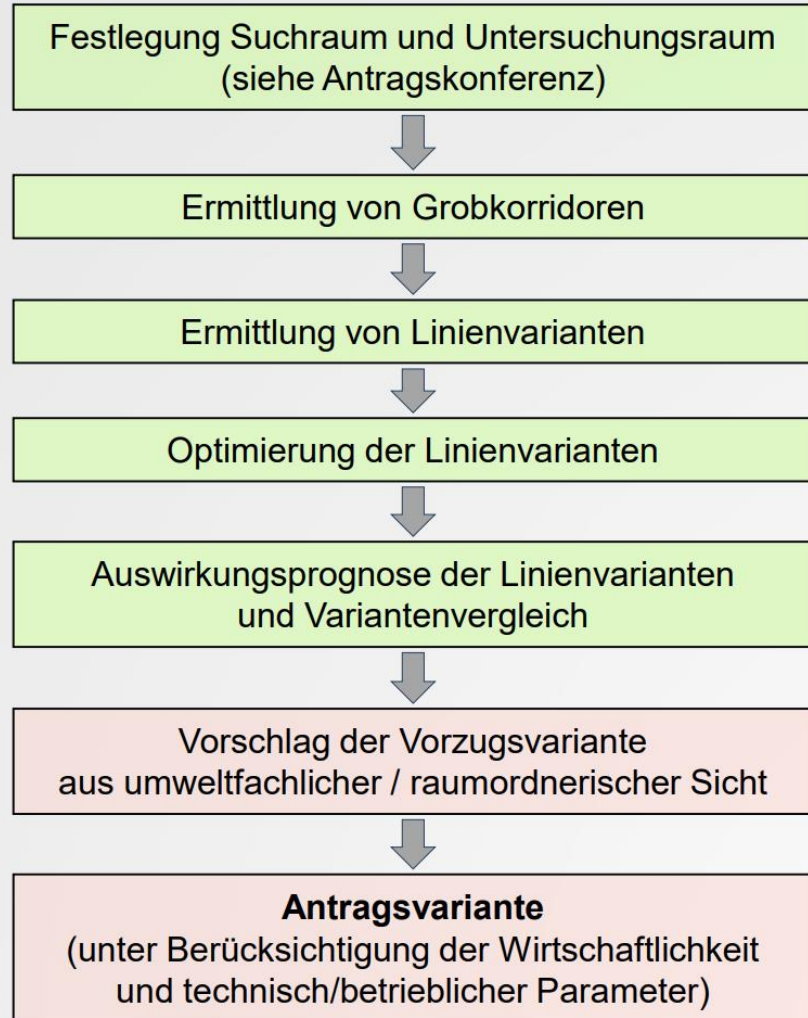 Festlegung Suchraum und Untersuchungsraum
(siehe Antragskonferenz)
Ermittlung von Grobkorridoren
Ermittlung von Linienvarianten
Optimierung der Linienvarianten
Auswirkungsprognose der Linienvarianten
und Variantenvergleich
Vorschlag der Vorzugsvariante
aus umweltfachlicher / raumordnerischer Sicht
Antragsvariante
(unter Berücksichtigung der Wirtschaftlichkeit
und technisch/betrieblicher Parameter)